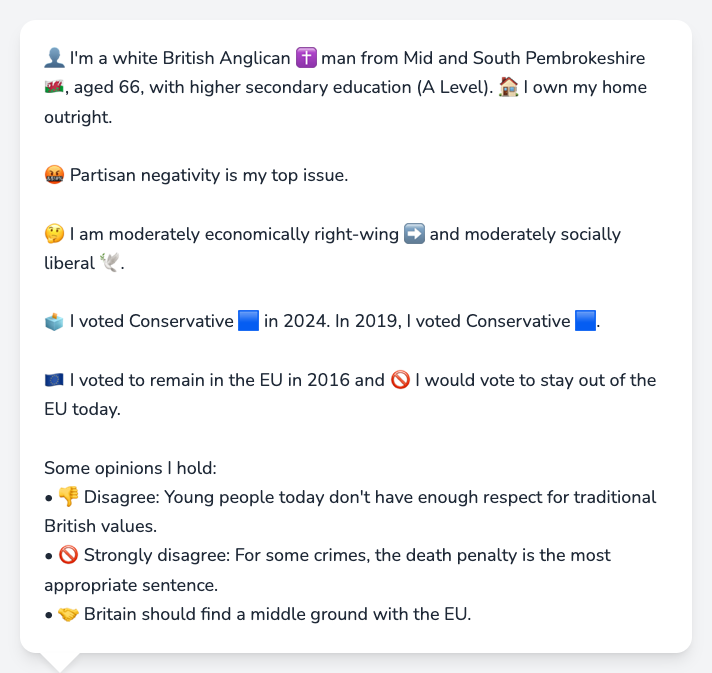 👤 I'm a white British Anglican ✝️ man from Mid and South Pembrokeshire
🏴󠁧󠁢󠁷󠁬󠁳󠁿, aged 66, with higher secondary education (A Level). 🏠 I own my home
outright.
🤬 Partisan negativity is my top issue.
🤔 I am moderately economically right-wing ➡️ and moderately socially
liberal 🕊️.
🗳️ I voted Conservative 🟦 in 2024. In 2019, I voted Conservative 🟦.
🇪🇺 I voted to remain in the EU in 2016 and 🚫 I would vote to stay out of the
EU today.
Some opinions I hold:
• 👎 Disagree: Young people today don't have enough respect for traditional
British values.
• 🚫 Strongly disagree: For some crimes, the death penalty is the most
appropriate sentence.
• 🤝 Britain should find a middle ground with the EU.